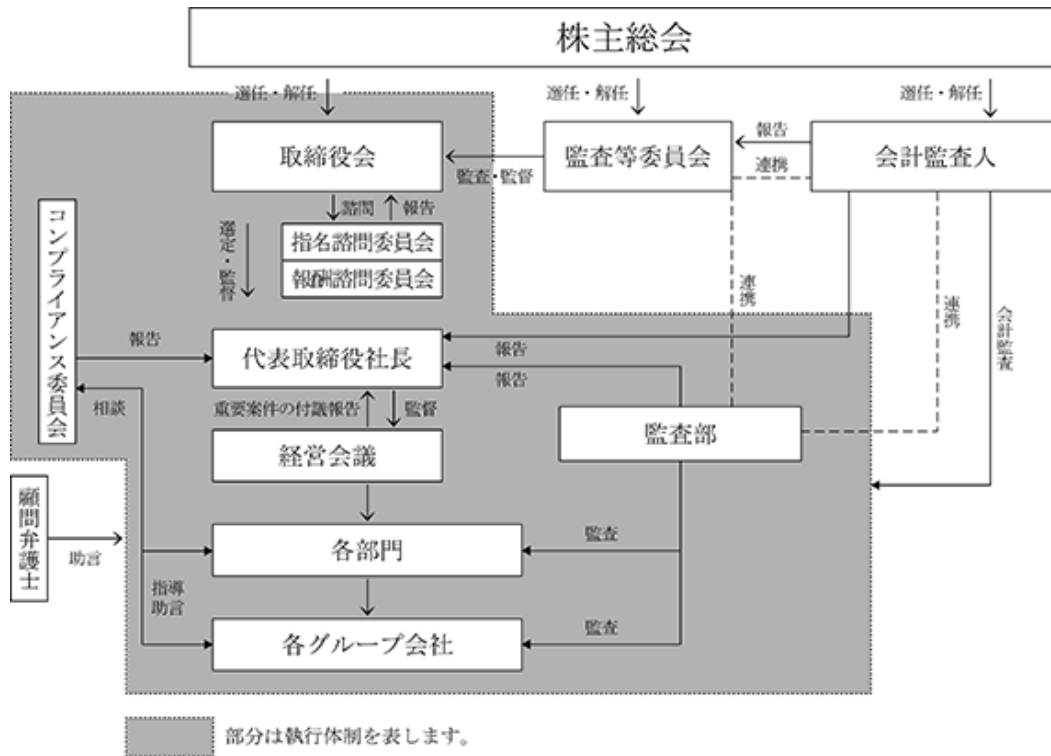 株主総会
選任・解任
選任・解任
選任・解任
取締役会
監査等委員会
会計監査人
報告
連携
監査・監督
諮問
報告
指名諮問委員会
報酬諮問委員会
選定・監督
コンプライアンス委員会
連携
連携
会計監査
報告
代表取締役社長
報告
報告
相談
重要案件の付議報告
監督
経営会議
監査部
顧問弁護士
助言
各部門
監査
指導
助言
各グループ会社
監査
部分は執行体制を表します。